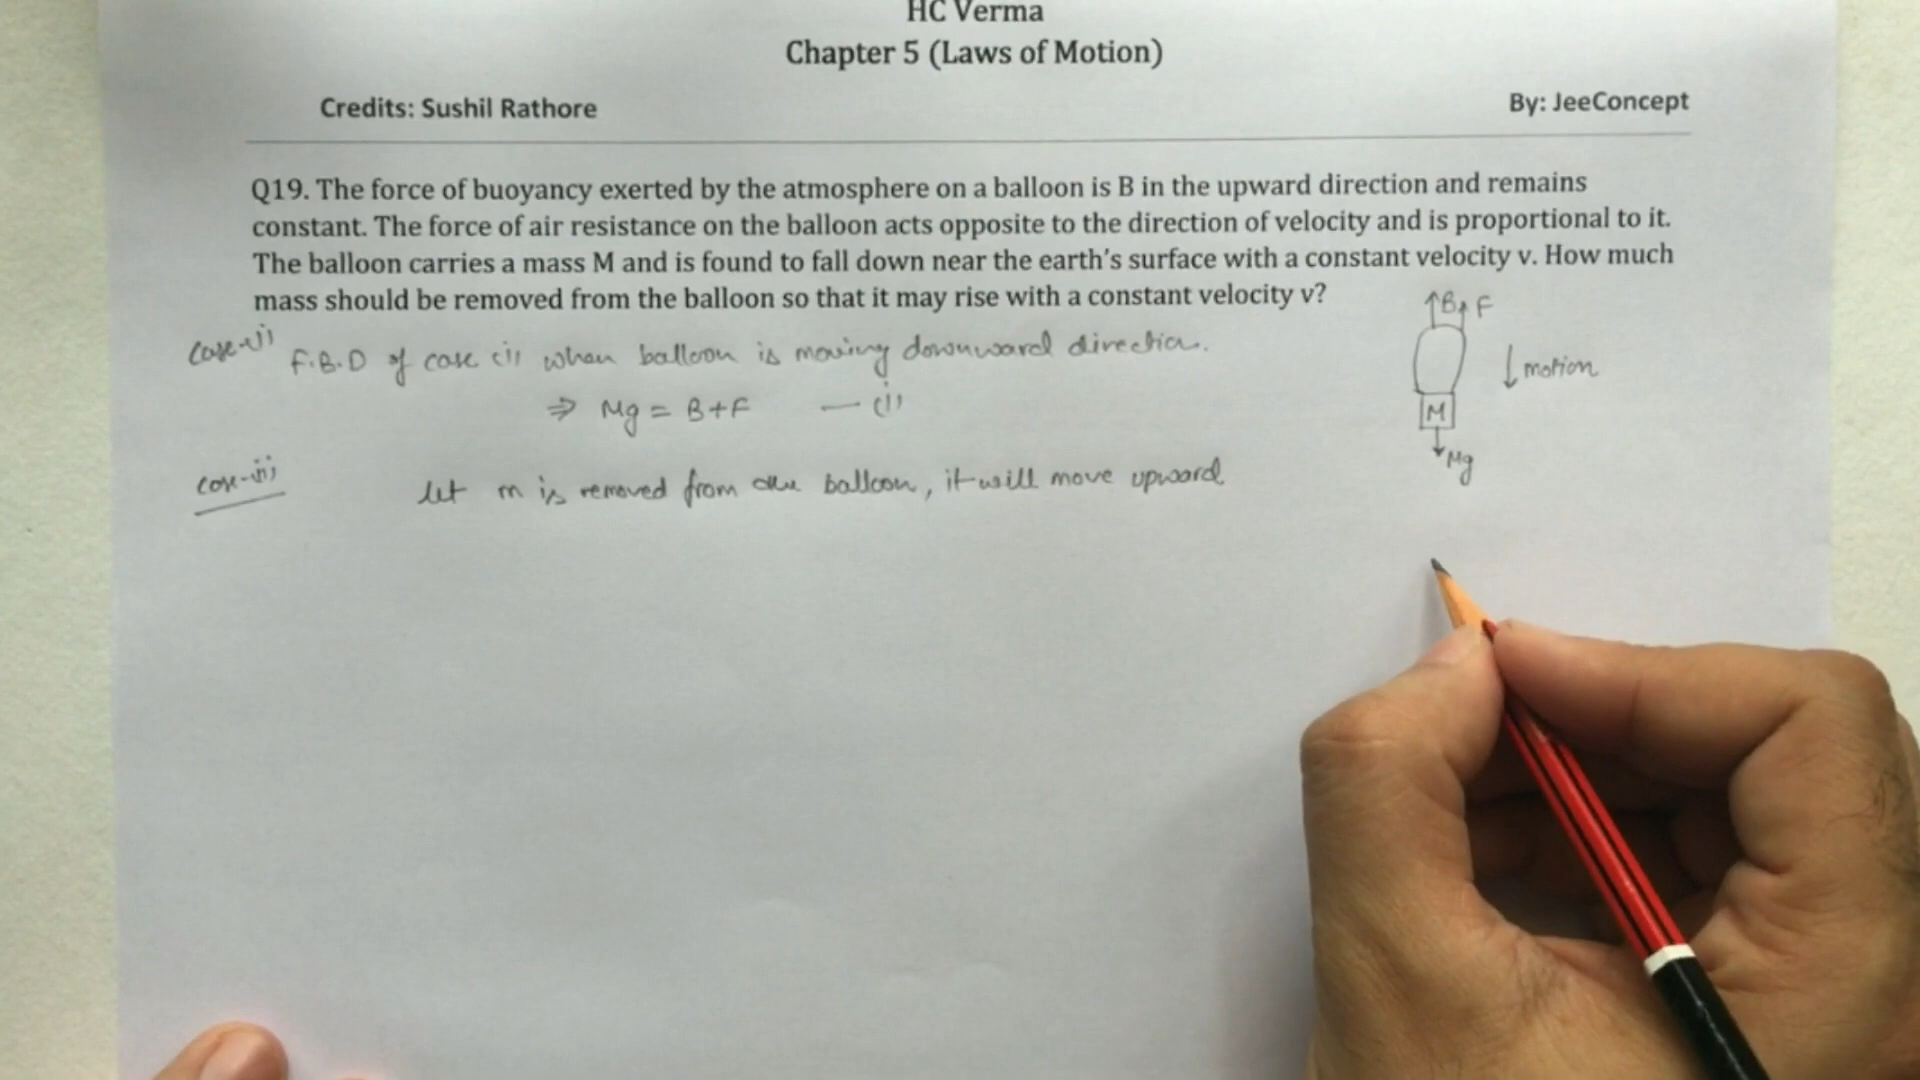 HC Verma
Chapter 5 (Laws of Motion)
Credits: Sushil Rathore
By: JeeConcept
Q19. The force of buoyancy exerted by the atmosphere on a balloon is B in the upward direction and remains
constant. The force of air resistance on the balloon acts opposite to the direction of velocity and is proportional to it.
The balloon carries a mass M and is found to fall down near the earth's surface with a constant velocity v. How much
mass should be removed from the balloon so that it may rise with a constant velocity v?
↑B↑F
Case-(i)
F.B.D of case (i) when balloon is moving downward direction.
↓ motion
⇒ Mg = B+F — (i)
M
↓Mg
case-(ii)
let m is removed from the balloon, it will move upward